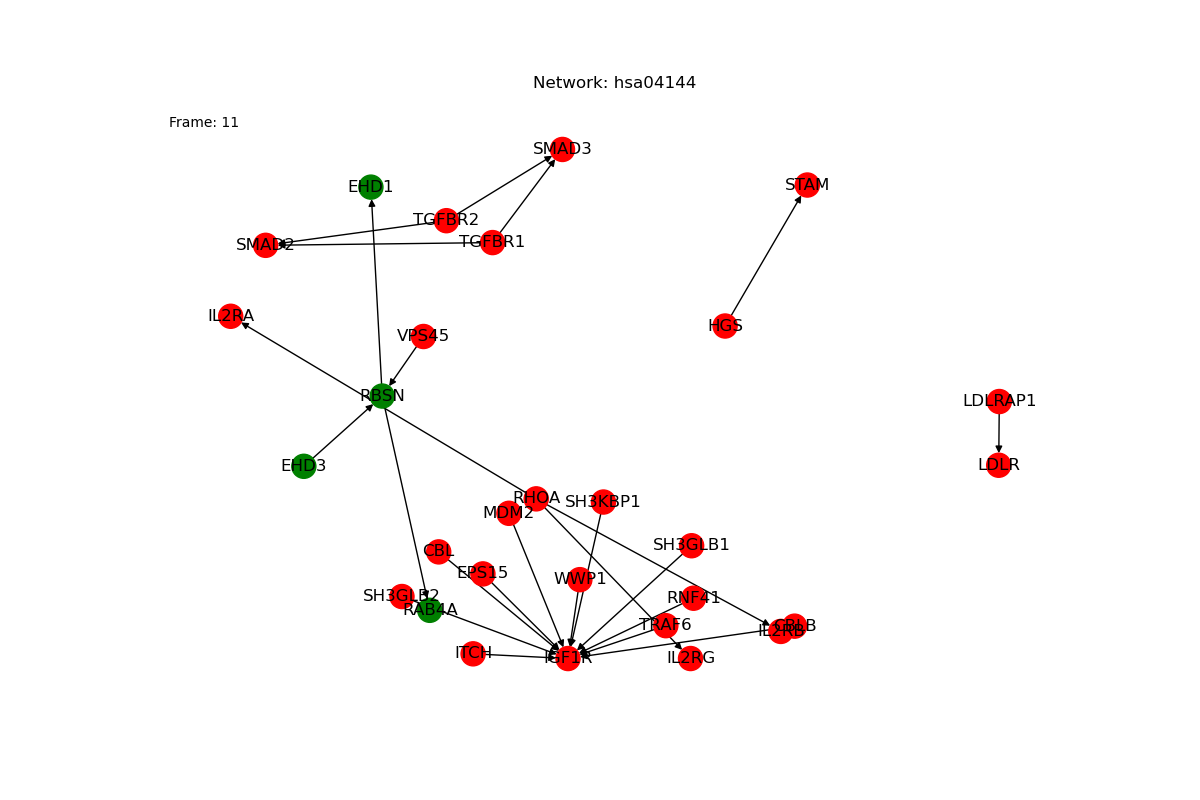 Network: hsa04144
Frame: 11
SMAD3
STAM
EHD1
TGFBR2
TGFBR1
SMAD2
IL2RA
HGS
VPS45
RBSN
LDLRAP1
EHD3
LDLR
RHOA
SH3KBP1
MDM2
SH3GLB1
CBL
EPS15
WWP1
SH3GLB2
RNF41
RAB4A
TRAF6
CBLB
IL2RB
ITCH
IGF1R
IL2RG